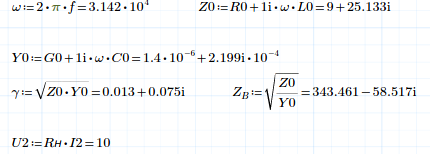 ω≔2⋅π⋅f=3.142⋅10⁴ Z0≔R0+1i⋅ω⋅L0=9+25.133i
Y0≔G0+1i⋅ω⋅C0=1.4⋅10⁻⁶+2.199i⋅10⁻⁴
γ≔√(Z0⋅Y0)=0.013+0.075i Z_B≔√(Z0/Y0)=343.461−58.517i
U2≔Rн⋅I2=10